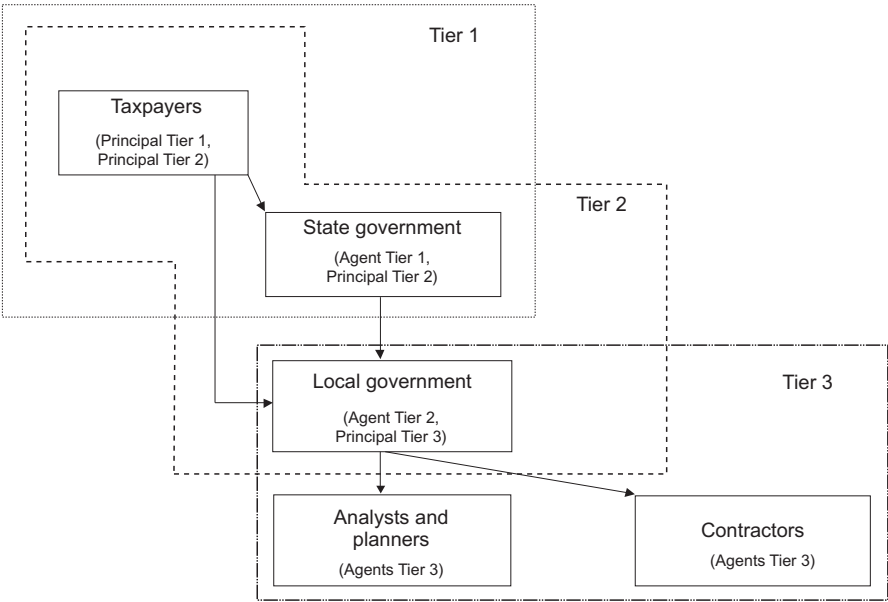 Tier 1
Taxpayers
(Principal Tier 1,
Principal Tier 2)
Tier 2
State government
(Agent Tier 1,
Principal Tier 2)
Local government
(Agent Tier 2,
Principal Tier 3)
Tier 3
Analysts and
planners
(Agents Tier 3)
Contractors
(Agents Tier 3)